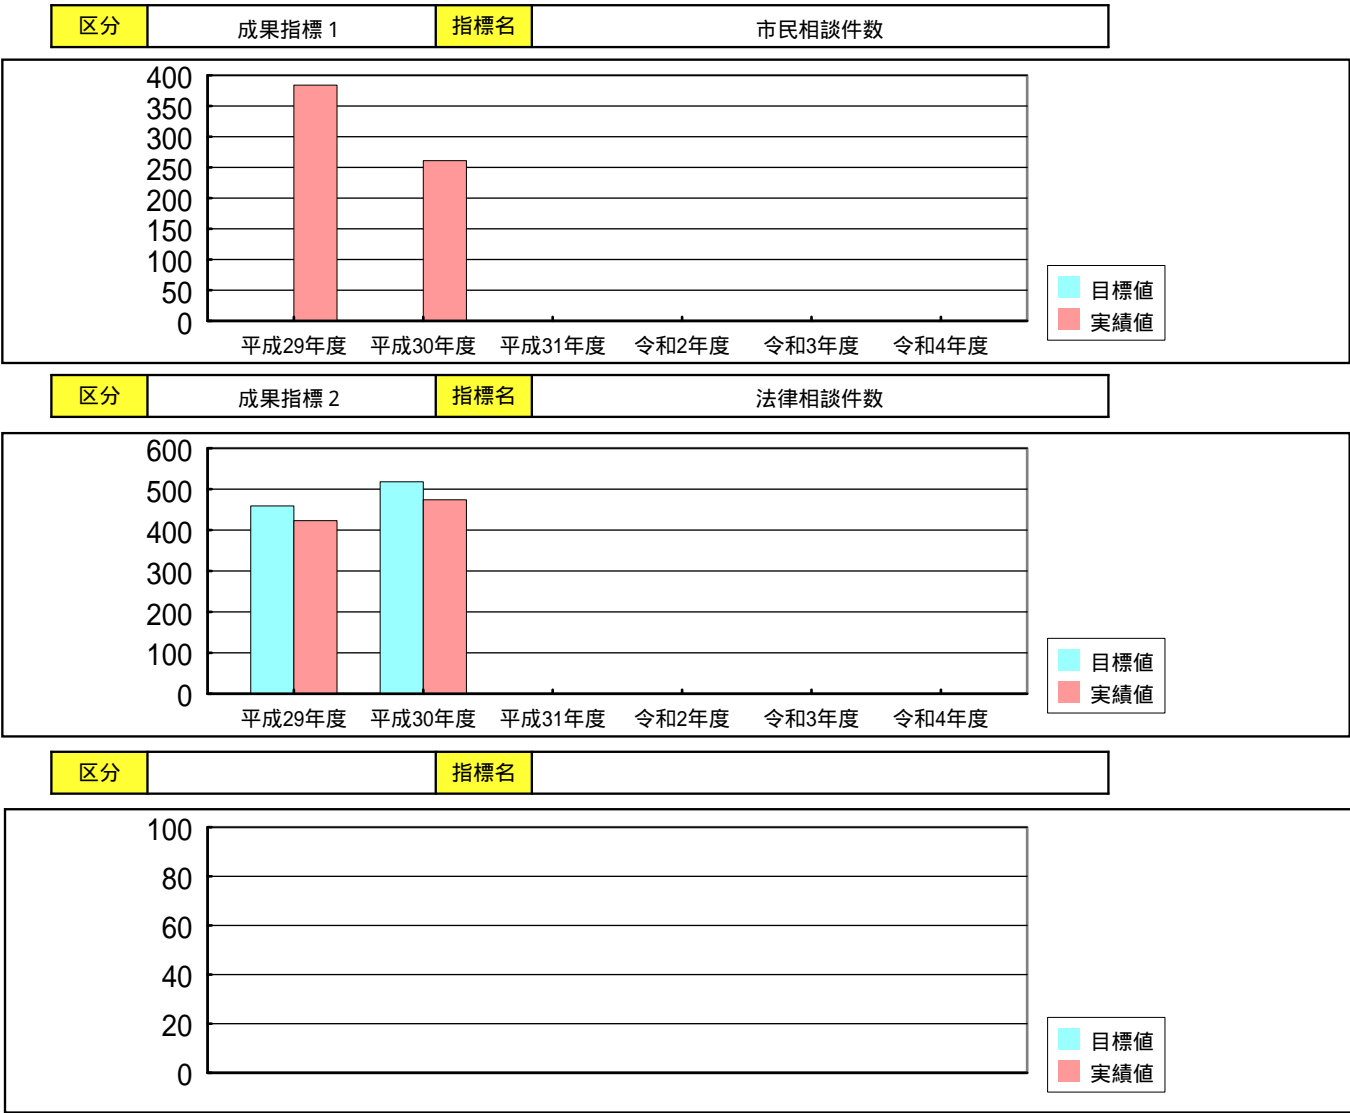 区分 成果指標1 指標名 市民相談件数
400
350
300
250
200
150
100
50
0
平成29年度 平成30年度 平成31年度 令和2年度 令和3年度 令和4年度
目標値
実績値
区分 成果指標2 指標名 法律相談件数
600
500
400
300
200
100
0
平成29年度 平成30年度 平成31年度 令和2年度 令和3年度 令和4年度
目標値
実績値
区分 指標名
100
80
60
40
20
0
目標値
実績値